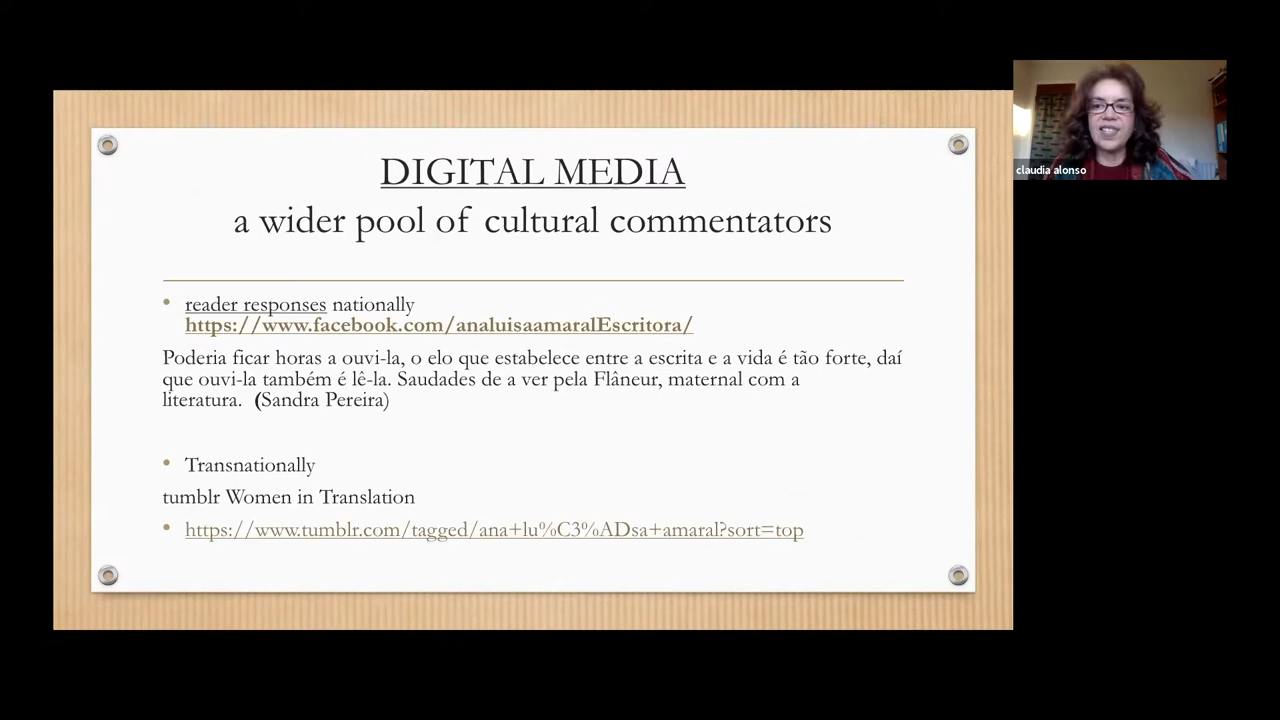 DIGITAL MEDIA
a wider pool of cultural commentators
• reader responses nationally
https://www.facebook.com/analuisaamaralEscritora/
Poderia ficar horas a ouvi-la, o elo que estabelece entre a escrita e a vida é tão forte, daí
que ouvi-la também é lê-la. Saudades de a ver pela Flâneur, maternal com a
literatura. (Sandra Pereira)
• Transnationally
tumblr Women in Translation
• https://www.tumblr.com/tagged/ana+lu%C3%ADsa+amaral?sort=top
claudia alonso